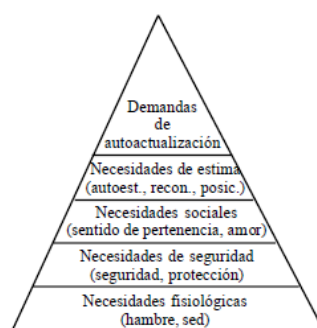 Demandas
de
autoactualización
Necesidades de estima
(autoest., recon., posic.)
Necesidades sociales
(sentido de pertenencia, amor)
Necesidades de seguridad
(seguridad, protección)
Necesidades fisiológicas
(hambre, sed)